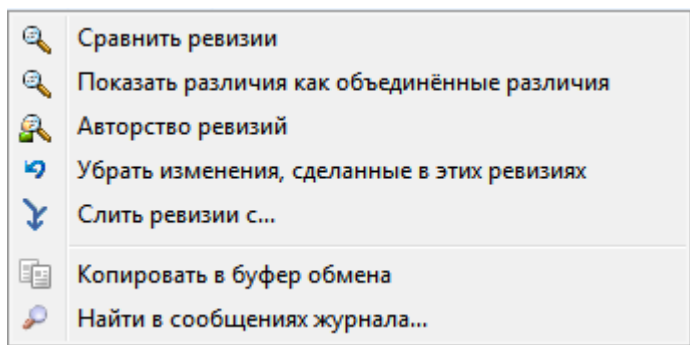 Сравнить ревизии
Показать различия как объединённые различия
Авторство ревизий
Убрать изменения, сделанные в этих ревизиях
Слить ревизии с...
Копировать в буфер обмена
Найти в сообщениях журнала...